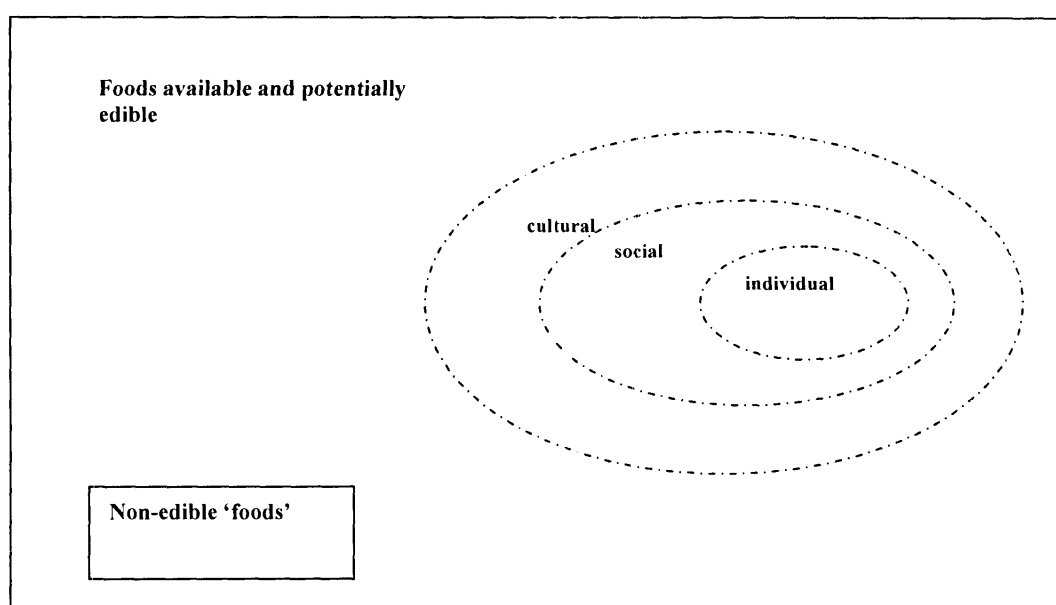 Foods available and potentially
edible
cultural
social
individual
Non-edible ‘foods’